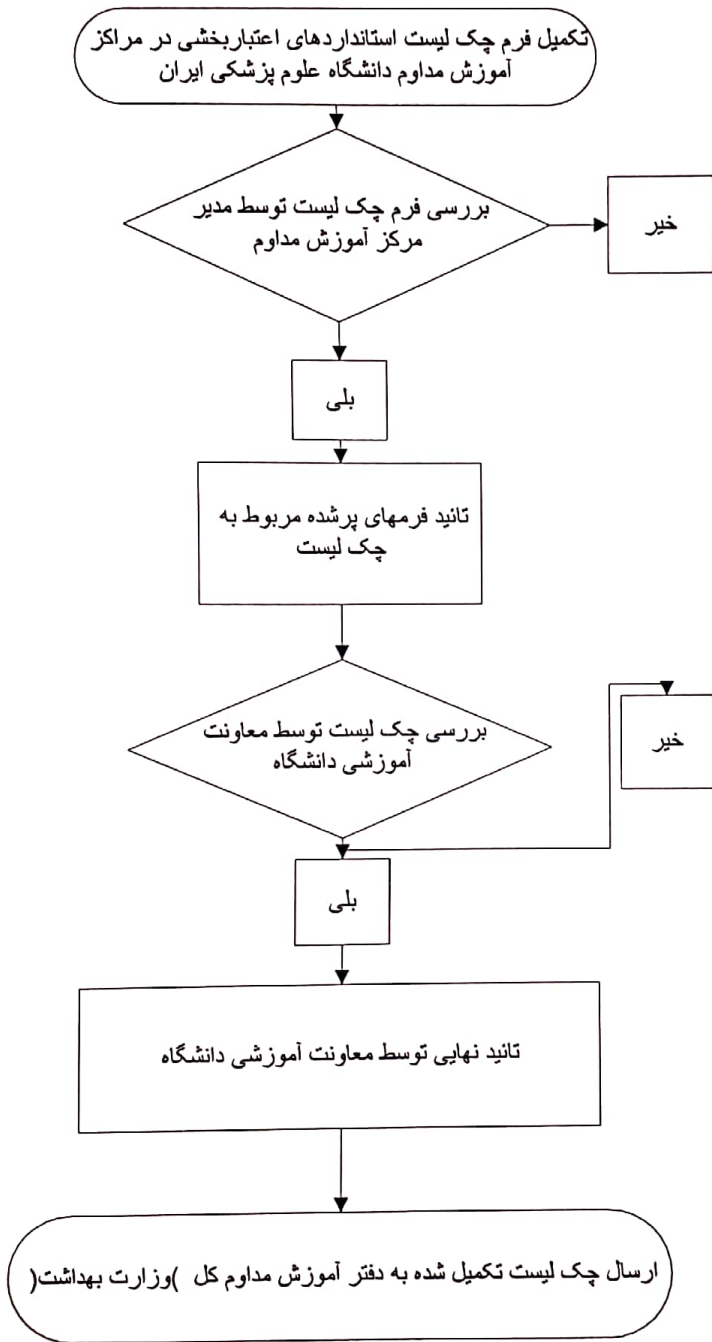 تکمیل فرم چک لیست استانداردهای اعتباربخشی در مراکز
آموزش مداوم دانشگاه علوم پزشکی ایران
بررسی فرم چک لیست توسط مدیر
مرکز آموزش مداوم
خیر
بلی
تائید فرمهای پرشده مربوط به
چک لیست
بررسی چک لیست توسط معاونت
آموزشی دانشگاه
خیر
بلی
تائید نهایی توسط معاونت آموزشی دانشگاه
ارسال چک لیست تکمیل شده به دفتر آموزش مداوم کل )وزارت بهداشت(